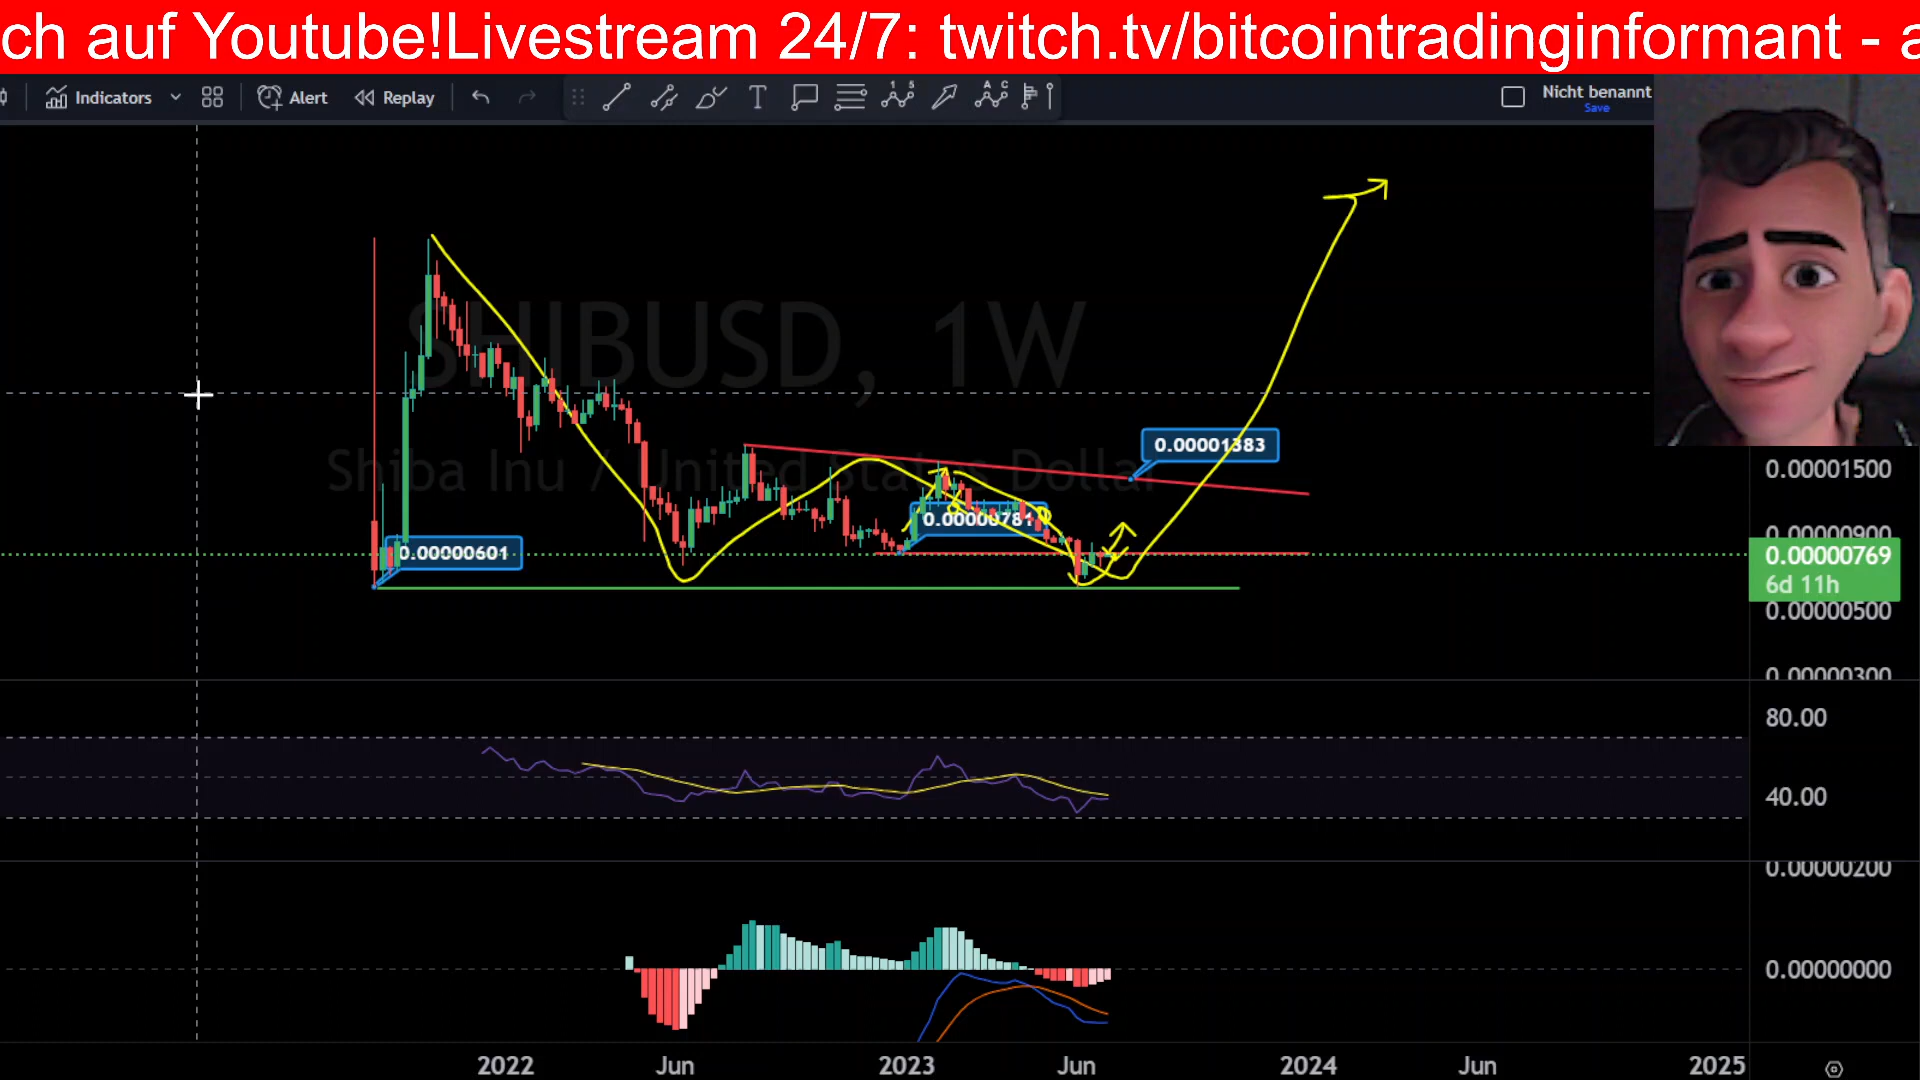 ch auf Youtube!Livestream 24/7: twitch.tv/bitcointradinginformant - a
Indicators
Alert
Replay
Nicht benannt
Save
SHIBUSD, 1W
Shiba Inu / United States Dollar
0.00001383
0.00000781
0.00000601
0.00001500
0.00000900
0.00000769
6d 11h
0.00000500
0.00000300
80.00
40.00
0.00000200
0.00000000
2022
Jun
2023
Jun
2024
Jun
2025